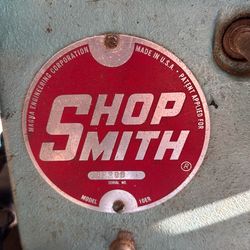 MAGNA ENGINEERING CORPORATION
MADE IN U.S.A. - PATENT APPLIED FOR
SHOP
SMITH
®
SERIAL NO.
MODEL 10ER